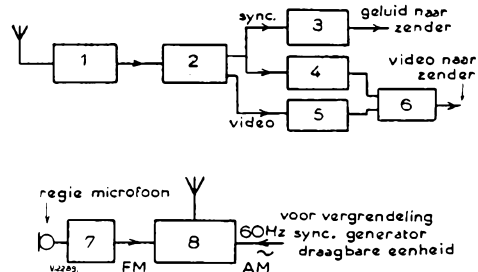 sync.
3
geluid naar
zender
1
2
4
video naar
zender
video
5
6
regie microfoon
7
8
60Hz
~
voor vergrendeling
sync. generator
draagbare eenheid
FM
AM